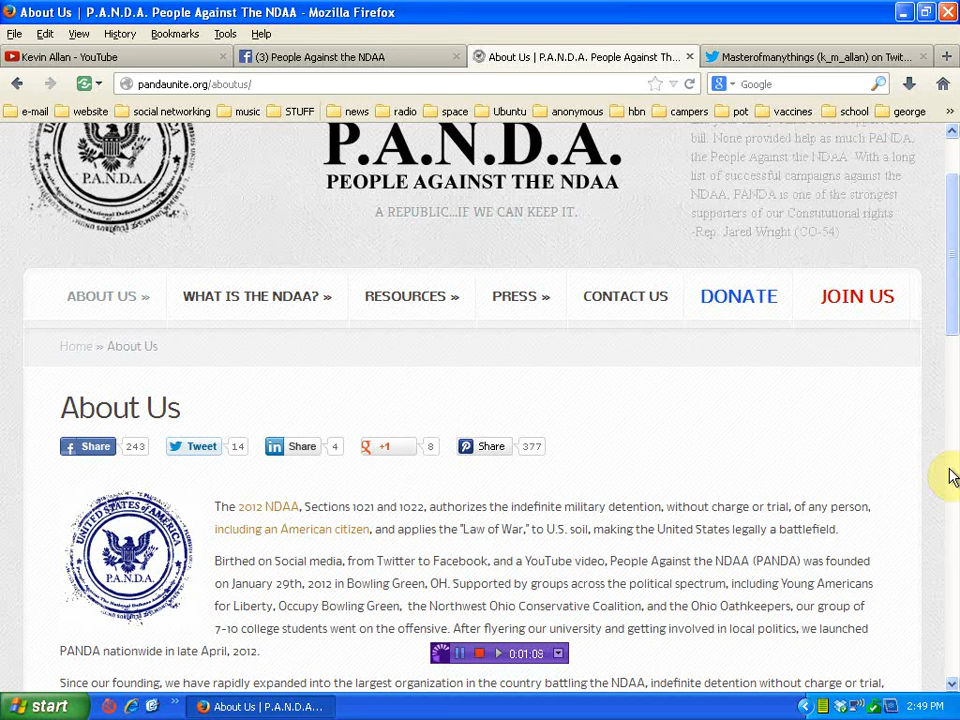 About Us | P.A.N.D.A. People Against The NDAA - Mozilla Firefox
File Edit View History Bookmarks Tools Help
Kevin Allan - YouTube
(3) People Against the NDAA
About Us | P.A.N.D.A. People Against Th...
Masterofmanythings (k_m_allan) on Twit...
pandaunite.org/aboutus/
Google
e-mail website social networking music STUFF news radio space Ubuntu anonymous hbn campers pot vaccines school george
P.A.N.D.A.
P.A.N.D.A.
PEOPLE AGAINST THE NDAA
A REPUBLIC...IF WE CAN KEEP IT.
bill. None provided help as much PANDA,
the People Against the NDAA. With a long
list of successful campaigns against the
NDAA, PANDA is one of the strongest
supporters of our Consututional rights
-Rep. Jared Wright (CO-54)
ABOUT US » WHAT IS THE NDAA? » RESOURCES » PRESS » CONTACT US DONATE JOIN US
Home » About Us
About Us
Share 243 Tweet 14 Share 4 +1 8 Share 377
UNITED STATES OF AMERICA
P.A.N.D.A.
The 2012 NDAA, Sections 1021 and 1022, authorizes the indefinite military detention, without charge or trial, of any person,
including an American citizen, and applies the "Law of War," to U.S. soil, making the United States legally a battlefield.
Birthed on Social media, from Twitter to Facebook, and a YouTube video, People Against the NDAA (PANDA) was founded
on January 29th, 2012 in Bowling Green, OH. Supported by groups across the political spectrum, including Young Americans
for Liberty, Occupy Bowling Green, the Northwest Ohio Conservative Coalition, and the Ohio Oathkeepers, our group of
7-10 college students went on the offensive. After flyering our university and getting involved in local politics, we launched
PANDA nationwide in late April, 2012.
0:01:09
Since our founding, we have rapidly expanded into the largest organization in the country battling the NDAA, indefinite detention without charge or trial,
start
About Us | P.A.N.D.A...
2:49 PM